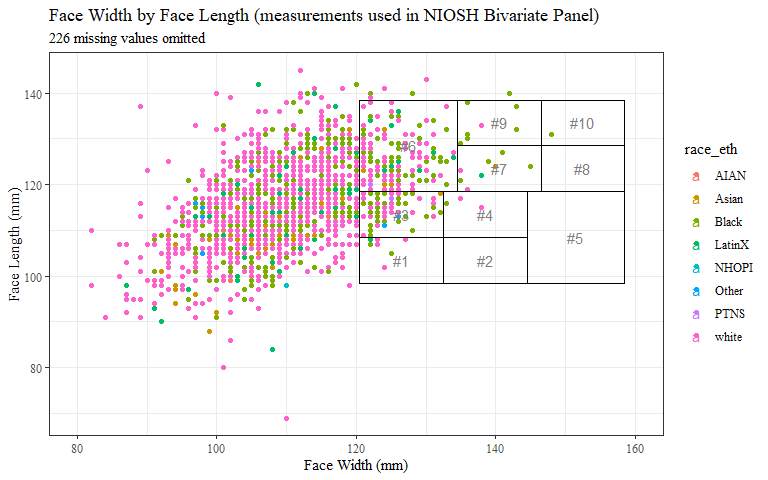 Face Width by Face Length (measurements used in NIOSH Bivariate Panel)
226 missing values omitted
Face Length (mm)
140
120
100
80
#9
#10
#6
#7
#8
#3
#4
#5
#1
#2
80
100
120
140
160
Face Width (mm)
race_eth
a AIAN
a Asian
a Black
a LatinX
a NHOPI
a Other
a PTNS
a white